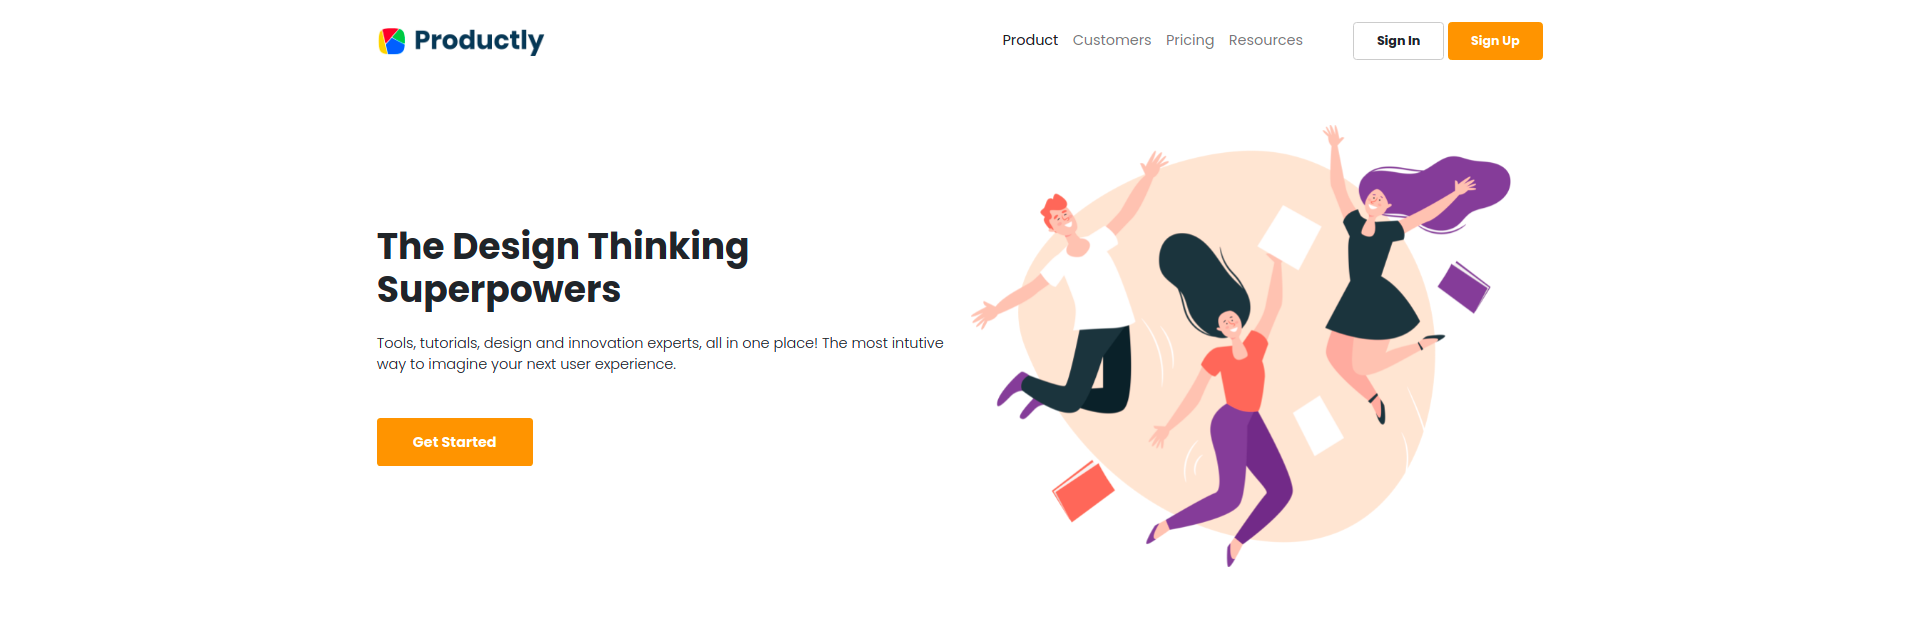 Productly
Product Customers Pricing Resources
Sign In
Sign Up
The Design Thinking
Superpowers
Tools, tutorials, design and innovation experts, all in one place! The most intutive
way to imagine your next user experience.
Get Started